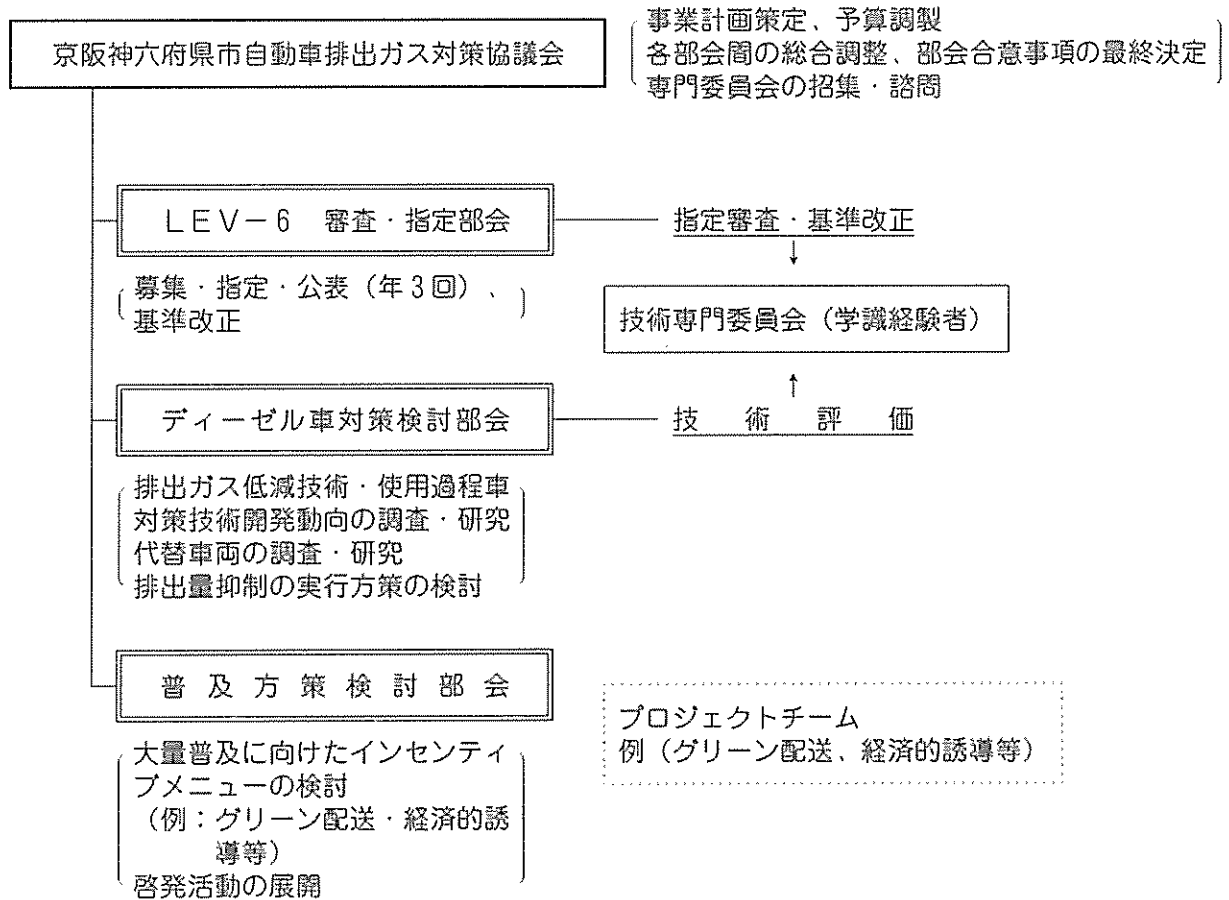 京阪神六府県市自動車排出ガス対策協議会
事業計画策定、予算調製
各部会間の総合調整、部会合意事項の最終決定
専門委員会の招集・諮問
LEV-6 審査・指定部会
指定審査・基準改正
↓
募集・指定・公表（年3回）、
基準改正
技術専門委員会（学識経験者）
↑
ディーゼル車対策検討部会
技 術 評 価
排出ガス低減技術・使用過程車
対策技術開発動向の調査・研究
代替車両の調査・研究
排出量抑制の実行方策の検討
普 及 方 策 検 討 部 会
プロジェクトチーム
例（グリーン配送、経済的誘導等）
大量普及に向けたインセンティ
ブメニューの検討
（例：グリーン配送・経済的誘
導等）
啓発活動の展開